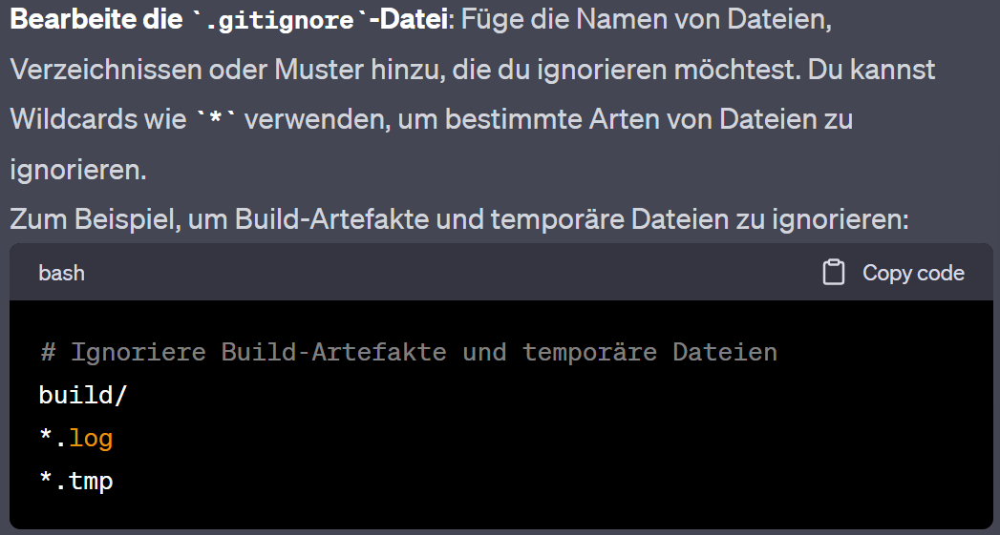 Bearbeite die `.gitignore`-Datei: Füge die Namen von Dateien,
Verzeichnissen oder Muster hinzu, die du ignorieren möchtest. Du kannst
Wildcards wie `*` verwenden, um bestimmte Arten von Dateien zu
ignorieren.
Zum Beispiel, um Build-Artefakte und temporäre Dateien zu ignorieren:
bash Copy code
# Ignoriere Build-Artefakte und temporäre Dateien
build/
*.log
*.tmp